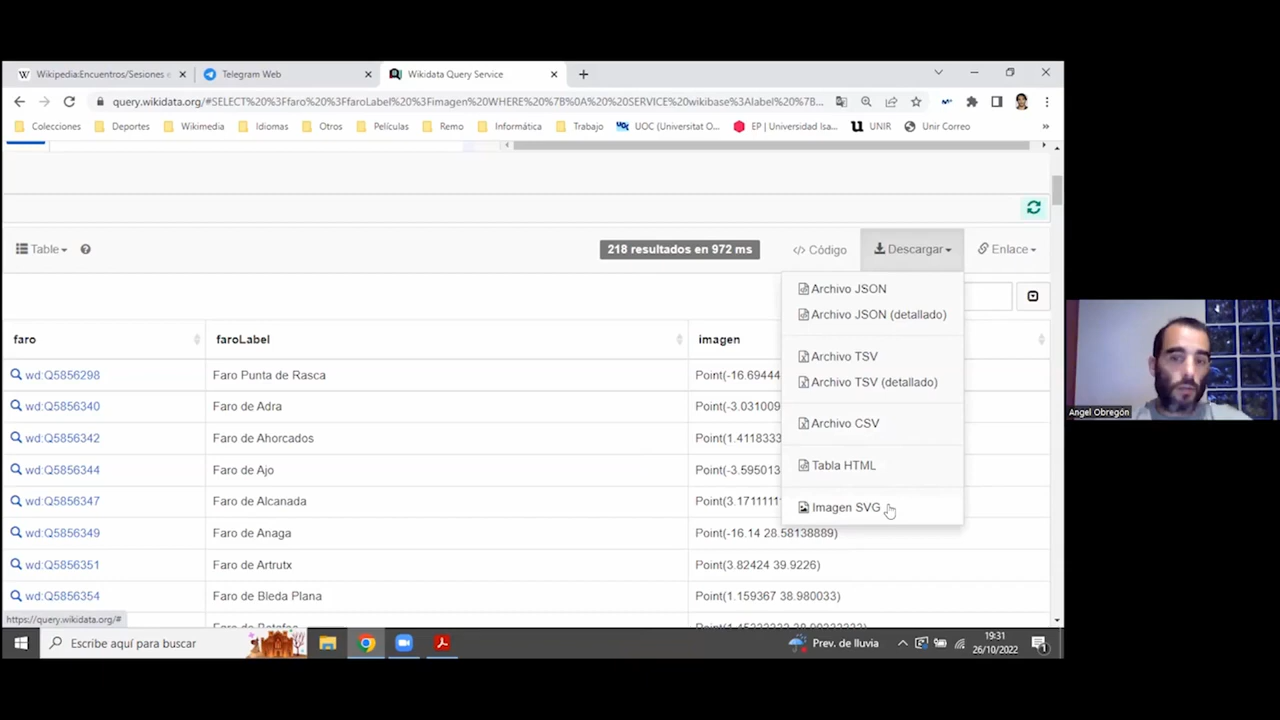 Wikipedia:Encuentros/Sesiones e
Telegram Web
Wikidata Query Service
query.wikidata.org/#SELECT%20%3Ffaro%20%3FfaroLabel%20%3Fimagen%20WHERE%20%7B%0A%20%20SERVICE%20wikibase%3Alabel%20%7B...
Colecciones
Deportes
Wikimedia
Idiomas
Otros
Películas
Remo
Informática
Trabajo
UOC (Universitat O...
EP | Universidad Isa...
UNIR
Unir Correo
»
Table
218 resultados en 972 ms
</> Código
Descargar
Enlace
Archivo JSON
Archivo JSON (detallado)
Archivo TSV
Archivo TSV (detallado)
Archivo CSV
Tabla HTML
Imagen SVG
faro faroLabel imagen
wd:Q5856298 Faro Punta de Rasca Point(-16.69444
wd:Q5856340 Faro de Adra Point(-3.031009
wd:Q5856342 Faro de Ahorcados Point(1.4118333
wd:Q5856344 Faro de Ajo Point(-3.595013
wd:Q5856347 Faro de Alcanada Point(3.1711111
wd:Q5856349 Faro de Anaga Point(-16.14 28.58138889)
wd:Q5856351 Faro de Artrutx Point(3.82424 39.9226)
wd:Q5856354 Faro de Bleda Plana Point(1.159367 38.980033)
https://query.wikidata.org/#
Angel Obregón
Escribe aquí para buscar
Prev. de lluvia
19:31
26/10/2022
1